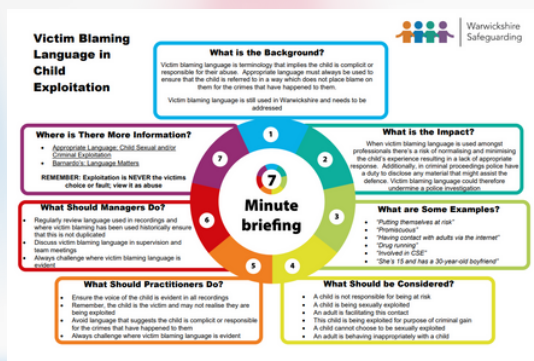 Victim Blaming
Language in
Child
Exploitation
Warwickshire
Safeguarding
What is the Background?
Victim blaming language is terminology that implies the child is complicit or
responsible for their abuse. Appropriate language must always be used to
ensure that the child is referred to in a way which does not place blame on
them for the crimes that have happened to them.
Victim blaming language is still used in Warwickshire and needs to be
addressed
Where is There More Information?
• Appropriate Language: Child Sexual and/or
Criminal Exploitation
• Barnardo's: Language Matters
REMEMBER: Exploitation is NEVER the victims
choice or fault; view it as abuse
What is the Impact?
When victim blaming language is used amongst
professionals there's a risk of normalising and minimising
the child's experience resulting in a lack of appropriate
response. Additionally, in criminal proceedings police have
a duty to disclose any material that might assist the
defence. Victim blaming language could therefore
undermine a police investigation
1
2
3
4
5
6
7
7
Minute
briefing
What Should Managers Do?
• Regularly review language used in recordings and
where victim blaming has been used historically ensure
that this is not duplicated
• Discuss victim blaming language in supervision and
team meetings
• Always challenge where victim blaming language is
evident
What are Some Examples?
• "Putting themselves at risk"
• "Promiscuous"
• "Having contact with adults via the internet"
• "Drug running"
• "Involved in CSE"
• "She's 15 and has a 30-year-old boyfriend"
What Should Practitioners Do?
• Ensure the voice of the child is evident in all recordings
• Remember, the child is the victim and may not realise they are
being exploited
• Avoid language that suggests the child is complicit or responsible
for the crimes that have happened to them
• Always challenge where victim blaming language is evident
What Should be Considered?
• A child is not responsible for being at risk
• A child is being sexually exploited
• An adult is facilitating this contact
• This child is being exploited for purpose of criminal gain
• A child cannot choose to be sexually exploited
• An adult is behaving inappropriately with a child